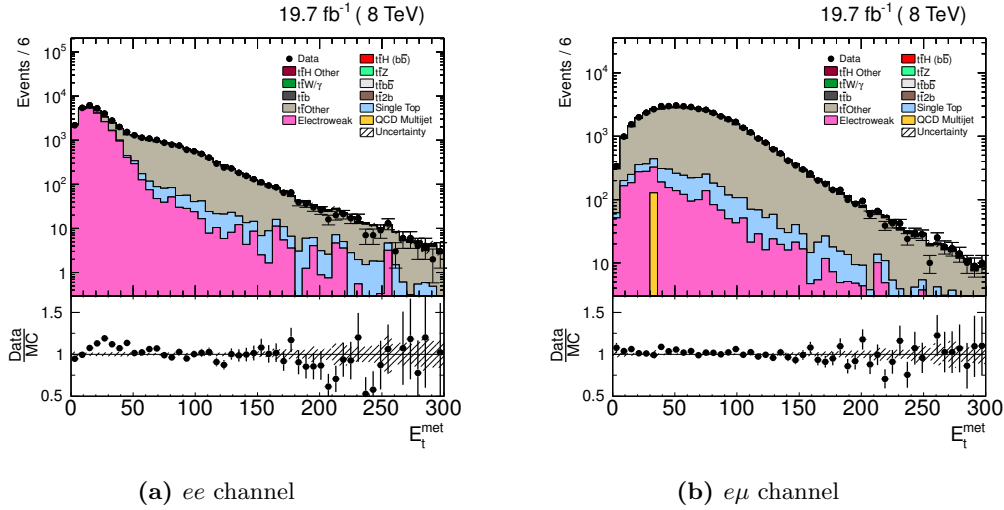 19.7 fb⁻¹ ( 8 TeV)
Events / 6
10⁵
10⁴
10³
10²
10
1
Data
tt̄H Other
tt̄W/γ
tt̄b
tt̄Other
Electroweak
tt̄H (bb̄)
tt̄Z
tt̄bb̄
tt̄2b
Single Top
QCD Multijet
Uncertainty
Data
MC
1.5
1
0.5
0 50 100 150 200 250 300
E_t^met
(a) ee channel
19.7 fb⁻¹ ( 8 TeV)
Events / 6
10⁴
10³
10²
10
Data
tt̄H Other
tt̄W/γ
tt̄b
tt̄Other
Electroweak
tt̄H (bb̄)
tt̄Z
tt̄bb̄
tt̄2b
Single Top
QCD Multijet
Uncertainty
Data
MC
1.5
1
0.5
0 50 100 150 200 250 300
E_t^met
(b) eμ channel